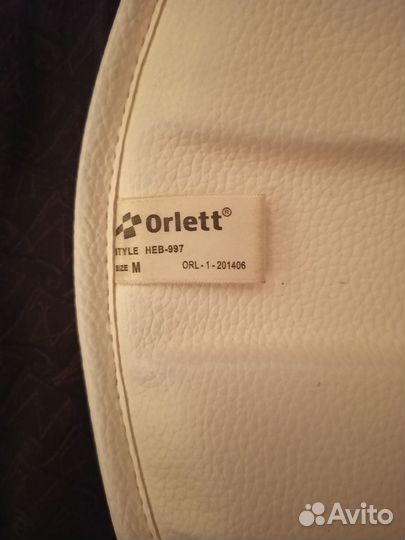 Orlett®
STYLE HEB-997
SIZE M ORL-1-201406
Avito